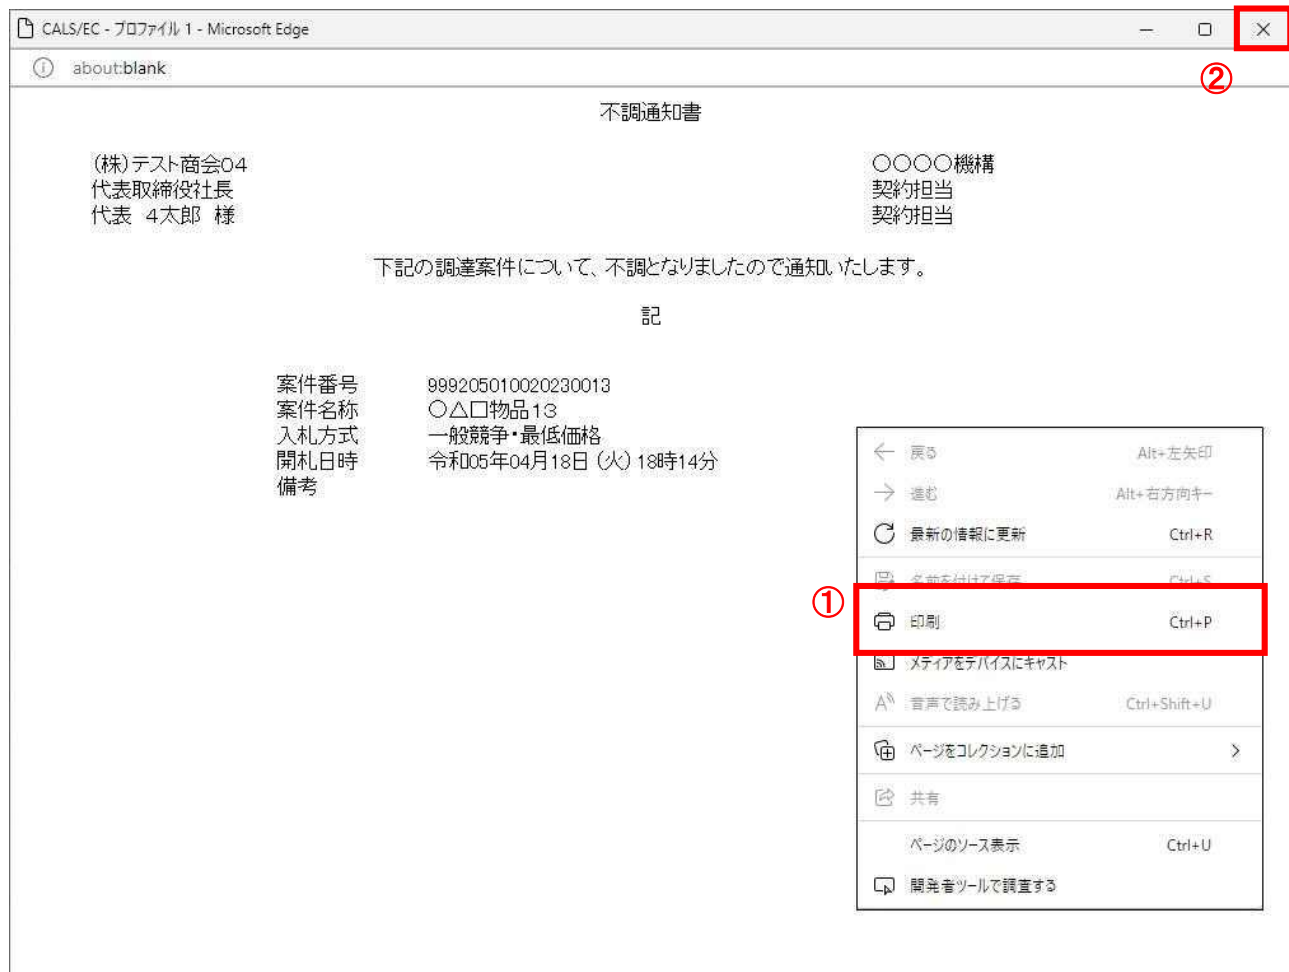 CALS/EC - プロファイル 1 - Microsoft Edge
about:blank
②
不調通知書
(株)テスト商会04
代表取締役社長
代表 4太郎 様
○○○○機構
契約担当
契約担当
下記の調達案件について、不調となりましたので通知いたします。
記
案件番号 999205010020230013
案件名称 ○△□物品13
入札方式 一般競争・最低価格
開札日時 令和05年04月18日(火)18時14分
備考
戻る Alt+左矢印
進む Alt+右方向キー
最新の情報に更新 Ctrl+R
名前を付けて保存 Ctrl+S
①
印刷 Ctrl+P
メディアをデバイスにキャスト
音声で読み上げる Ctrl+Shift+U
ページをコレクションに追加
共有
ページのソース表示 Ctrl+U
開発者ツールで調査する